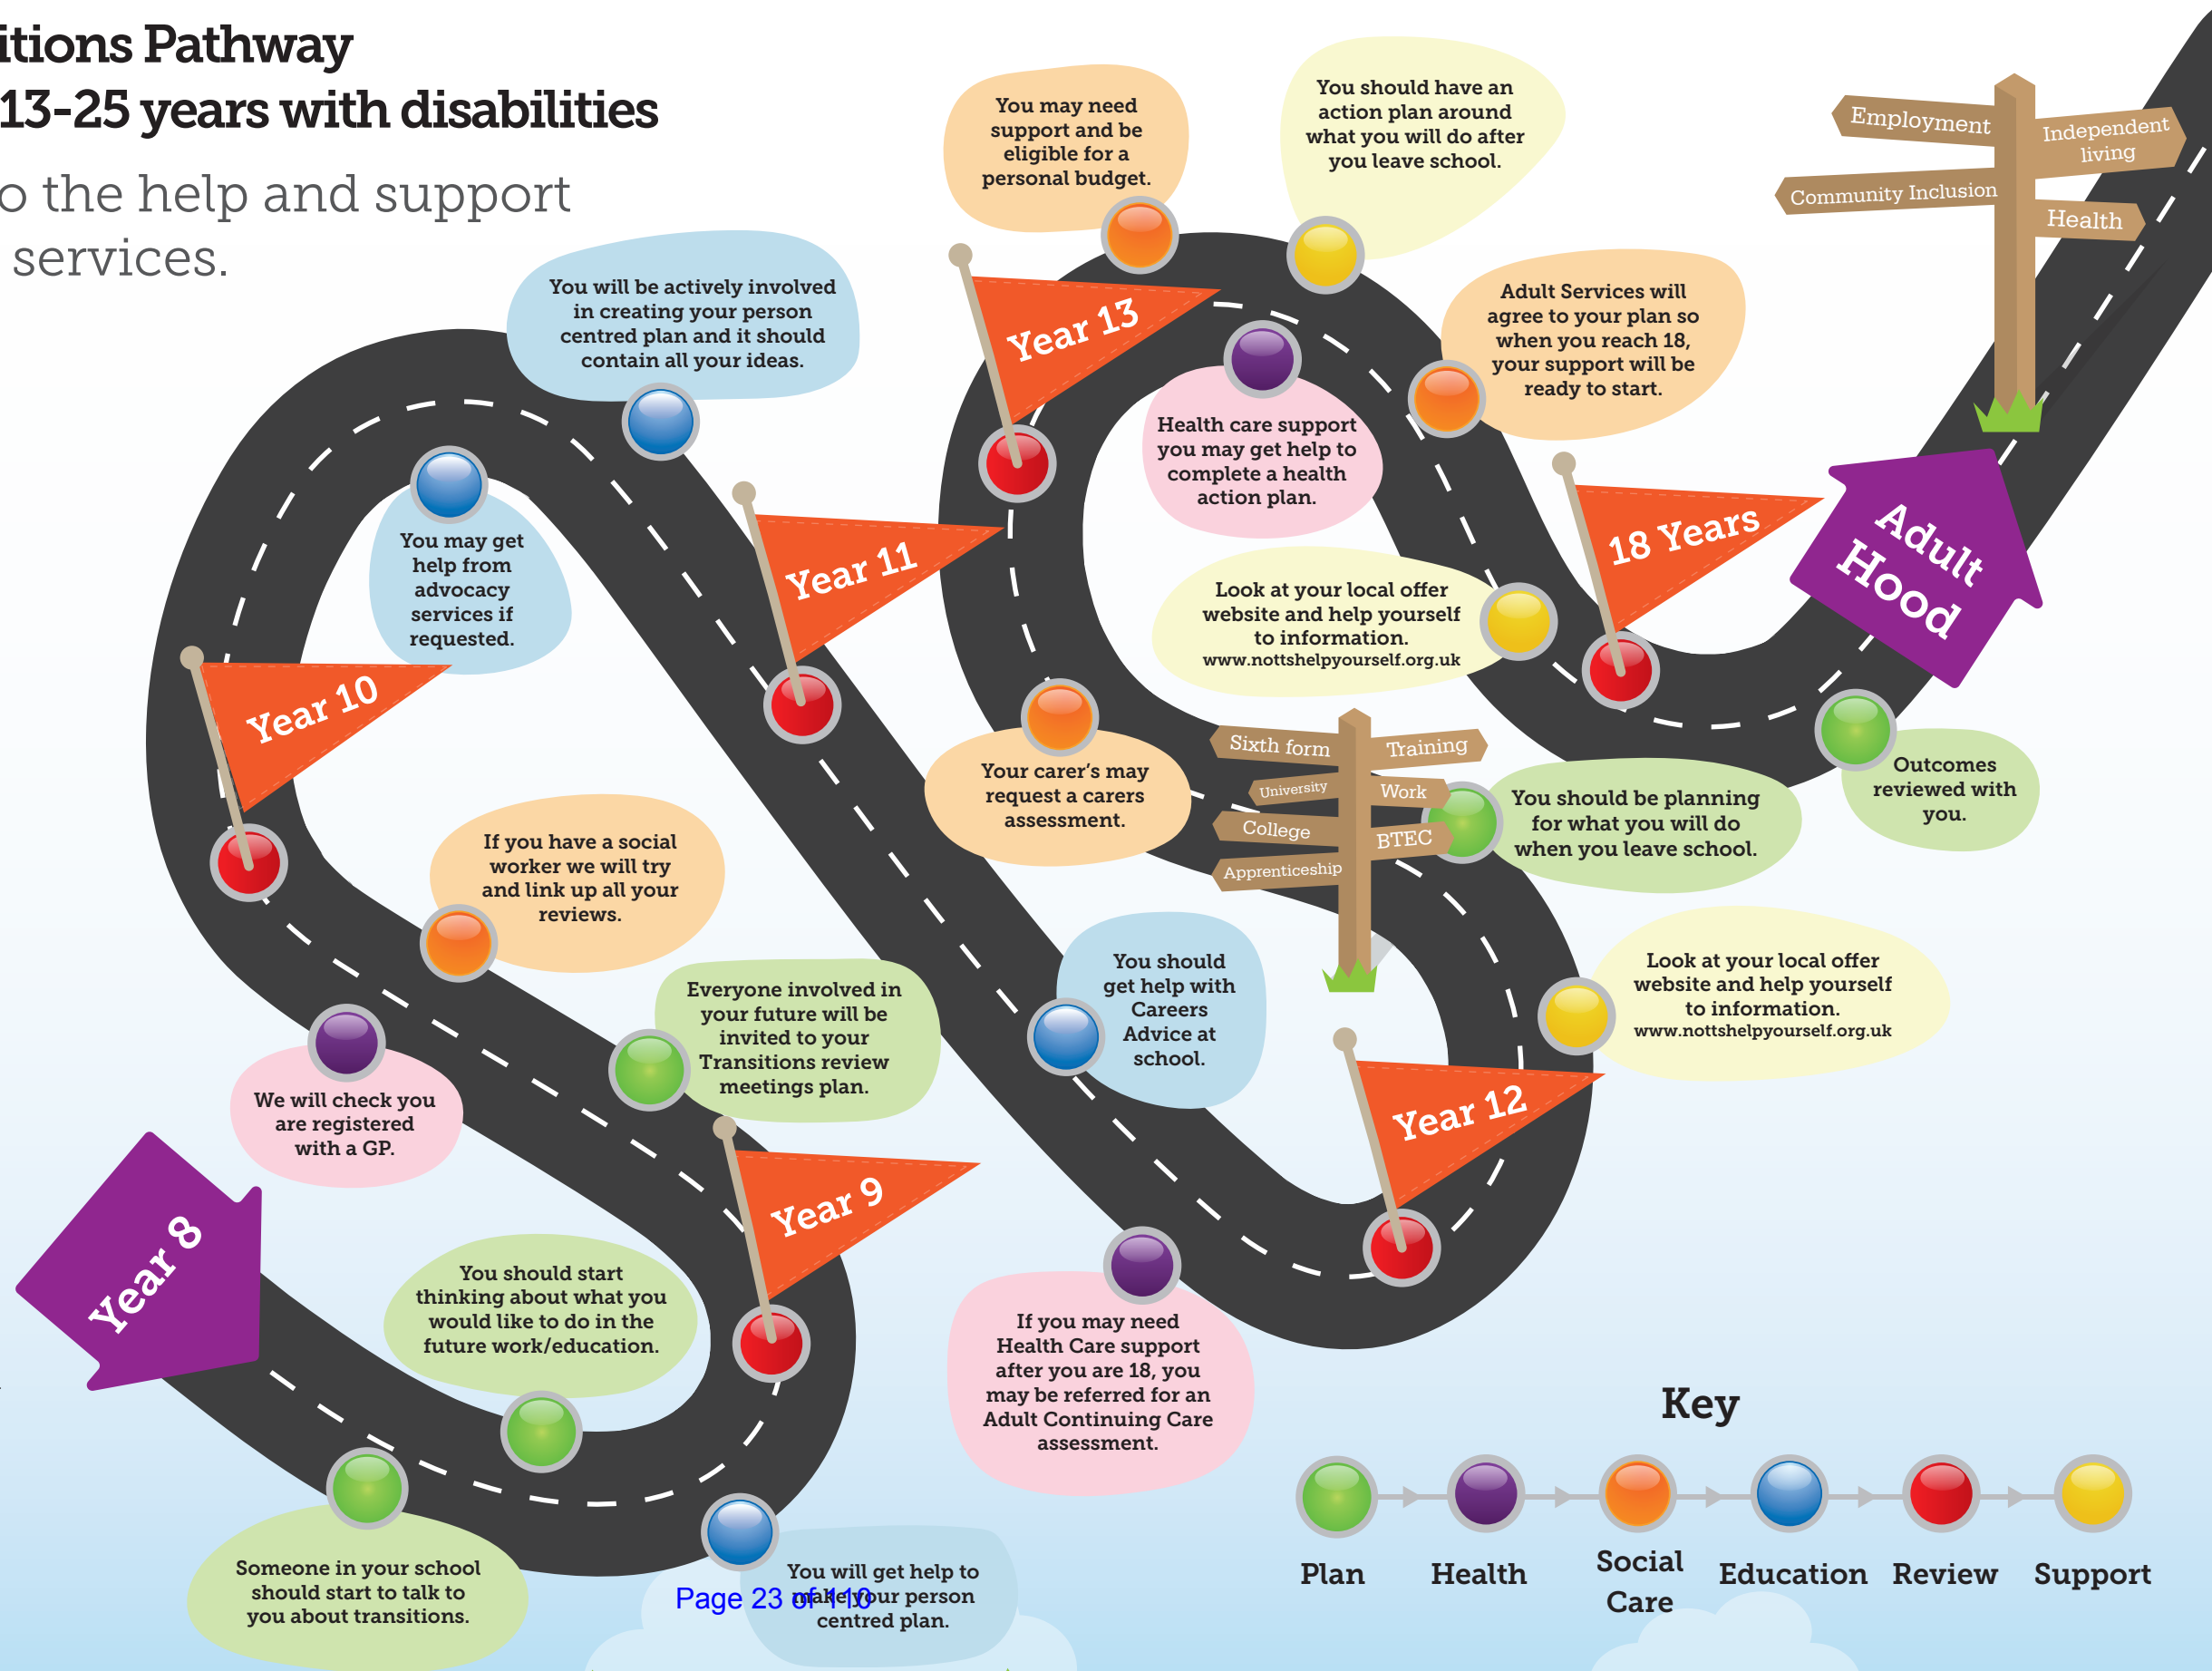 itions Pathway
13-25 years with disabilities
o the help and support
services.
You may need
support and be
eligible for a
personal budget.
You should have an
action plan around
what you will do after
you leave school.
Employment
Independent
living
Community Inclusion
Health
You will be actively involved
in creating your person
centred plan and it should
contain all your ideas.
Year 13
Adult Services will
agree to your plan so
when you reach 18,
your support will be
ready to start.
Health care support
you may get help to
complete a health
action plan.
Year 11
18 Years
Adult
Hood
You may get
help from
advocacy
services if
requested.
Look at your local offer
website and help yourself
to information.
www.nottshelpyourself.org.uk
Year 10
Your carer's may
request a carers
assessment.
Sixth form
Training
University
Work
College
BTEC
Apprenticeship
You should be planning
for what you will do
when you leave school.
Outcomes
reviewed with
you.
If you have a social
worker we will try
and link up all your
reviews.
Everyone involved in
your future will be
invited to your
Transitions review
meetings plan.
You should
get help with
Careers
Advice at
school.
Look at your local offer
website and help yourself
to information.
www.nottshelpyourself.org.uk
We will check you
are registered
with a GP.
Year 12
Year 9
Year 8
You should start
thinking about what you
would like to do in the
future work/education.
If you may need
Health Care support
after you are 18, you
may be referred for an
Adult Continuing Care
assessment.
Someone in your school
should start to talk to
you about transitions.
You will get help to
make your person
centred plan.
Page 23 of 110
Key
Plan
Health
Social
Care
Education
Review
Support